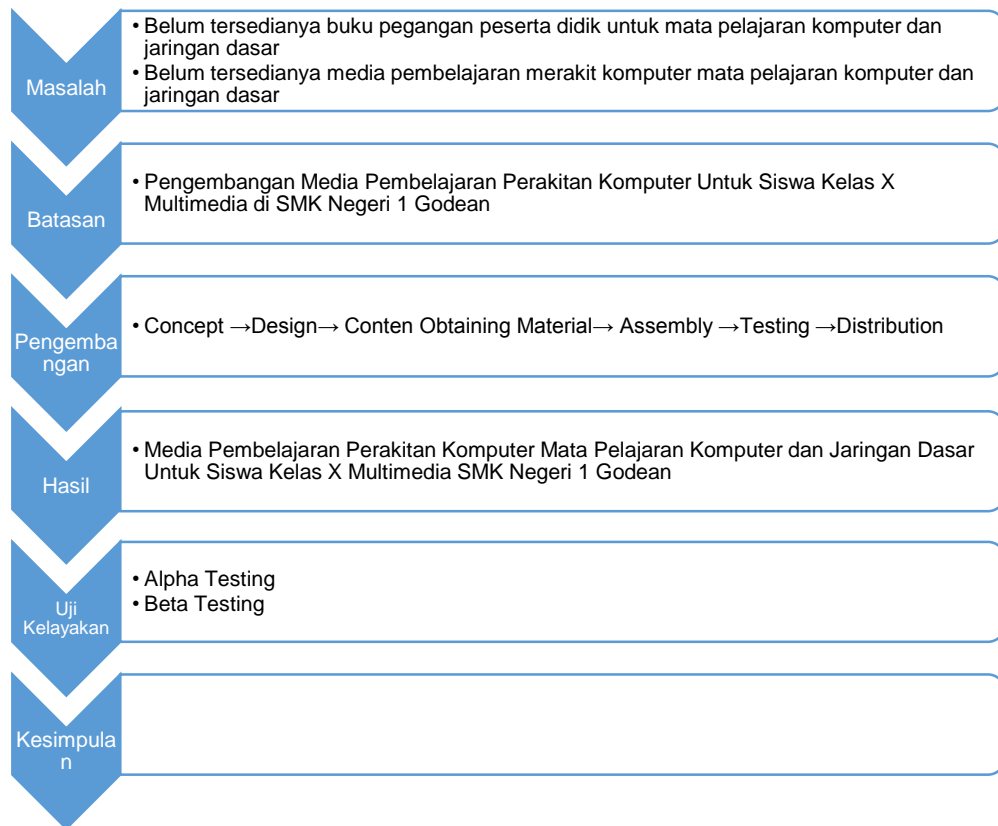 Masalah
• Belum tersedianya buku pegangan peserta didik untuk mata pelajaran komputer dan
jaringan dasar
• Belum tersedianya media pembelajaran merakit komputer mata pelajaran komputer dan
jaringan dasar
Batasan
• Pengembangan Media Pembelajaran Perakitan Komputer Untuk Siswa Kelas X
Multimedia di SMK Negeri 1 Godean
Pengemba
ngan
• Concept →Design→ Conten Obtaining Material→ Assembly →Testing →Distribution
Hasil
• Media Pembelajaran Perakitan Komputer Mata Pelajaran Komputer dan Jaringan Dasar
Untuk Siswa Kelas X Multimedia SMK Negeri 1 Godean
Uji
Kelayakan
• Alpha Testing
• Beta Testing
Kesimpula
n